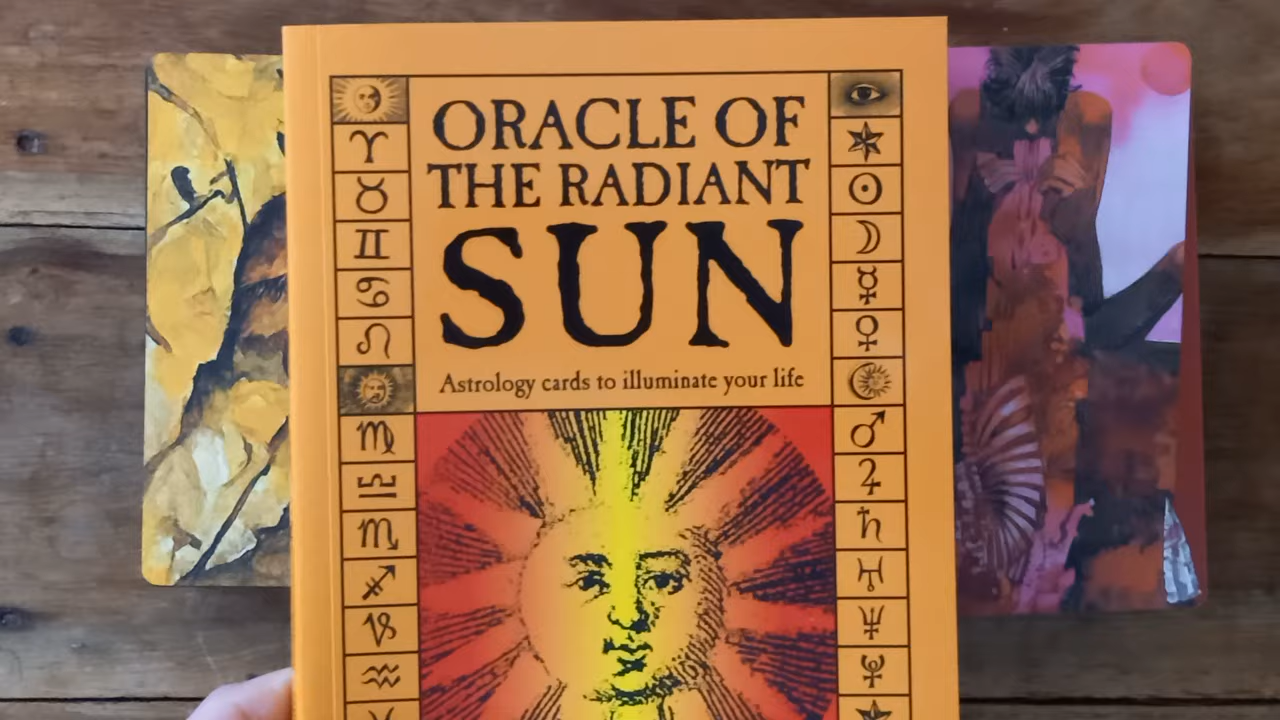 ORACLE OF
THE RADIANT
SUN
Astrology cards to illuminate your life